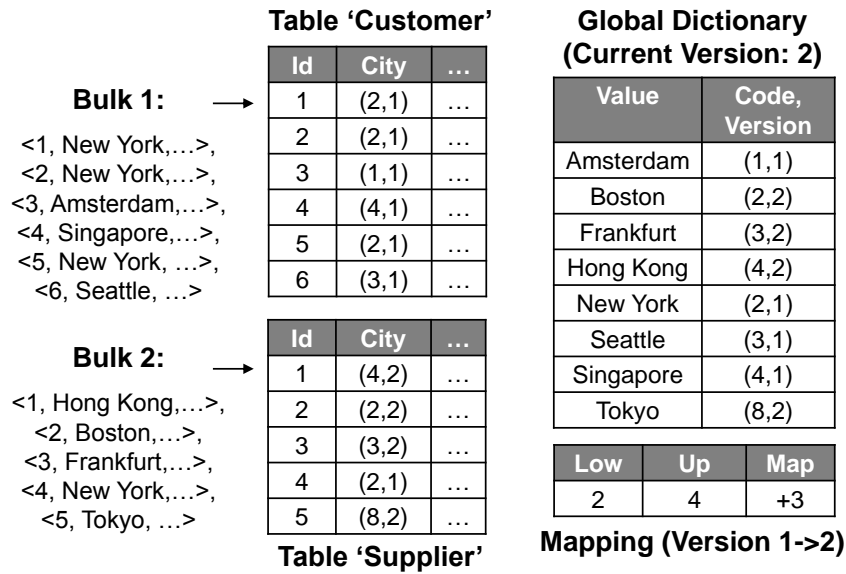 Table ‘Customer’
Bulk 1:
<1, New York,…>,
<2, New York,…>,
<3, Amsterdam,…>,
<4, Singapore,…>,
<5, New York, …>,
<6, Seattle, …>
Id City …
1 (2,1) …
2 (2,1) …
3 (1,1) …
4 (4,1) …
5 (2,1) …
6 (3,1) …
Bulk 2:
<1, Hong Kong,…>,
<2, Boston,…>,
<3, Frankfurt,…>,
<4, New York,…>,
<5, Tokyo, …>
Id City …
1 (4,2) …
2 (2,2) …
3 (3,2) …
4 (2,1) …
5 (8,2) …
Table ‘Supplier’
Global Dictionary
(Current Version: 2)
Value Code,
Version
Amsterdam (1,1)
Boston (2,2)
Frankfurt (3,2)
Hong Kong (4,2)
New York (2,1)
Seattle (3,1)
Singapore (4,1)
Tokyo (8,2)
Low Up Map
2 4 +3
Mapping (Version 1->2)